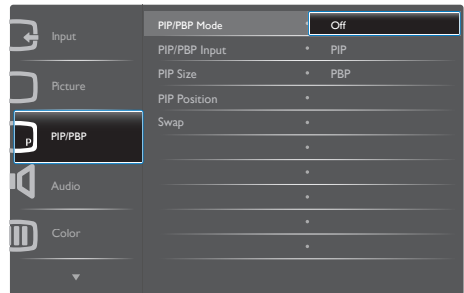 Input
Picture
P
PIP/PBP
Audio
Color
PIP/PBP Mode
PIP/PBP Input
PIP Size
PIP Position
Swap
Off
PIP
PBP